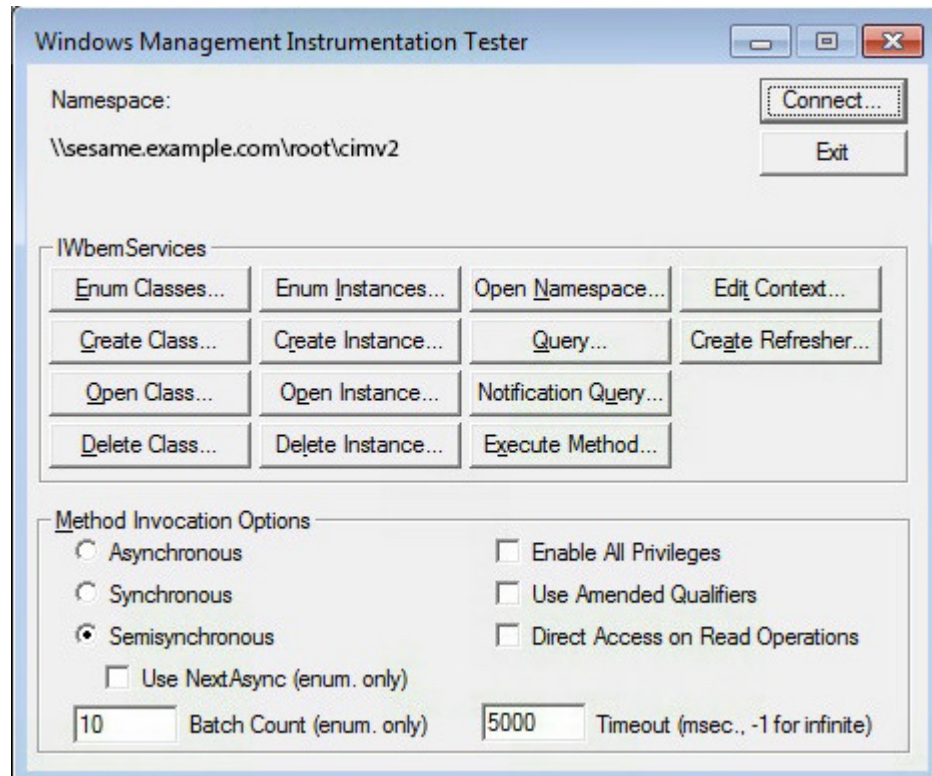 Windows Management Instrumentation Tester
Namespace:
Connect...
\\sesame.example.com\root\cimv2
Exit
IWbemServices
Enum Classes...
Enum Instances...
Open Namespace...
Edit Context...
Create Class...
Create Instance...
Query...
Create Refresher...
Open Class...
Open Instance...
Notification Query...
Delete Class...
Delete Instance...
Execute Method...
Method Invocation Options
Asynchronous
Enable All Privileges
Synchronous
Use Amended Qualifiers
Semisynchronous
Direct Access on Read Operations
Use NextAsync (enum. only)
10 Batch Count (enum. only)
5000 Timeout (msec., -1 for infinite)